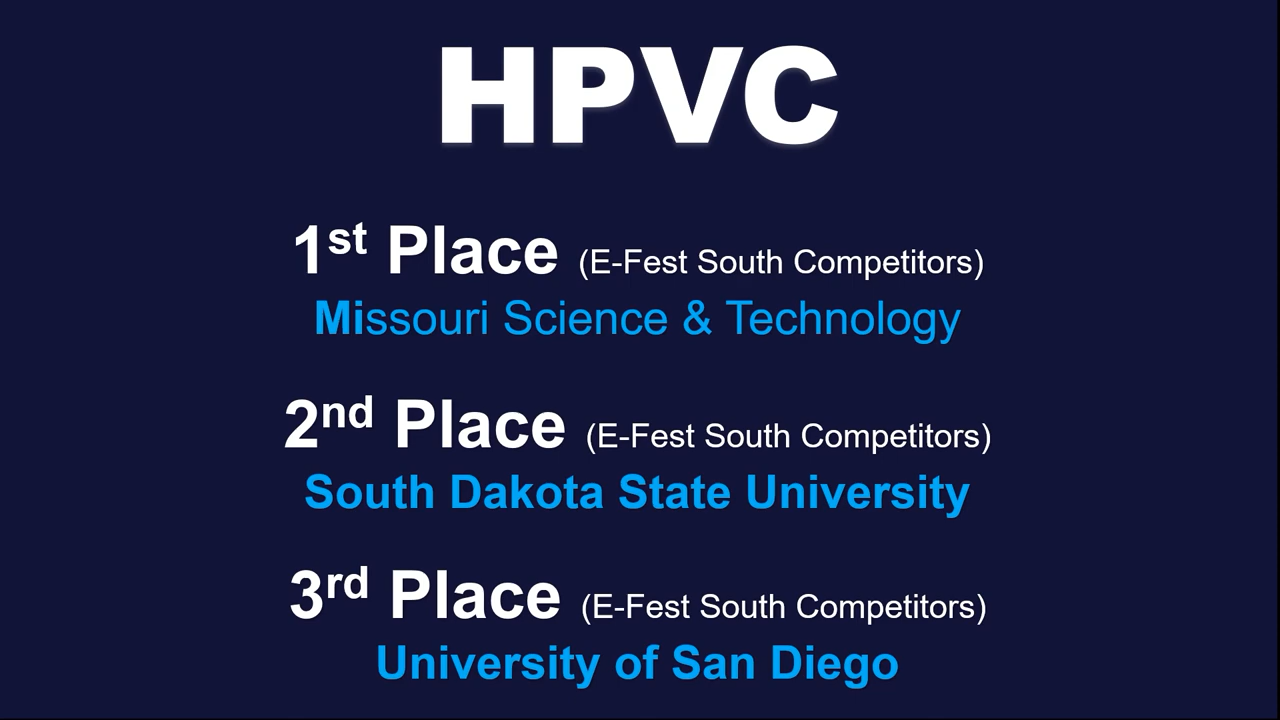 HPVC
1st Place (E-Fest South Competitors)
Missouri Science & Technology
2nd Place (E-Fest South Competitors)
South Dakota State University
3rd Place (E-Fest South Competitors)
University of San Diego